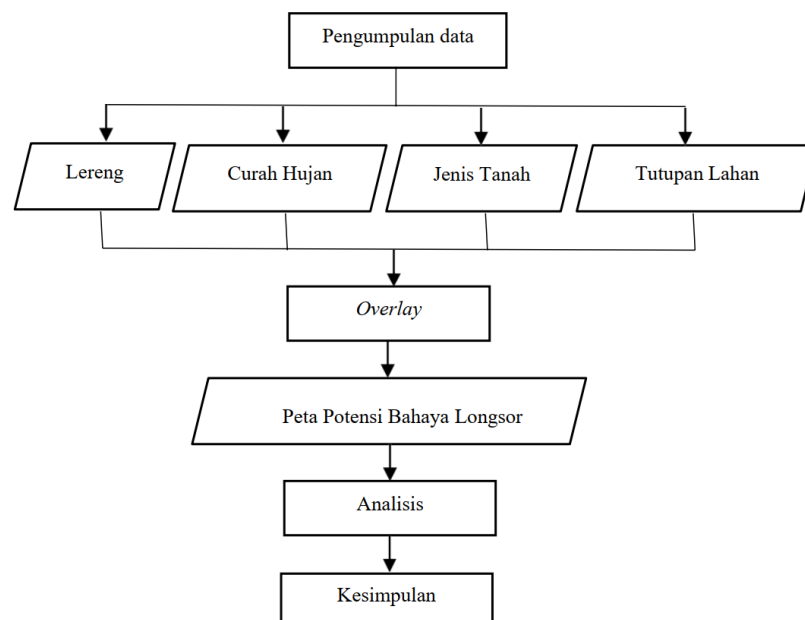 Pengumpulan data
Lereng
Curah Hujan
Jenis Tanah
Tutupan Lahan
Overlay
Peta Potensi Bahaya Longsor
Analisis
Kesimpulan